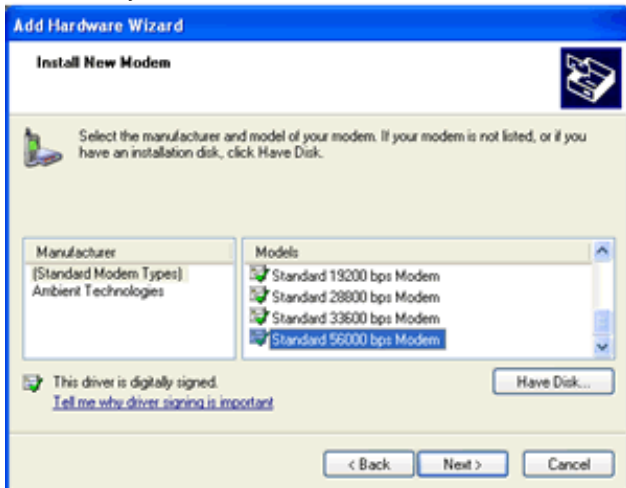 Add Hardware Wizard
Install New Modem
Select the manufacturer and model of your modem. If your modem is not listed, or if you
have an installation disk, click Have Disk.
Manufacturer
(Standard Modem Types)
Ambient Technologies
Models
Standard 19200 bps Modem
Standard 28800 bps Modem
Standard 33600 bps Modem
Standard 56000 bps Modem
This driver is digitally signed.
Tell me why driver signing is important
Have Disk...
< Back
Next >
Cancel